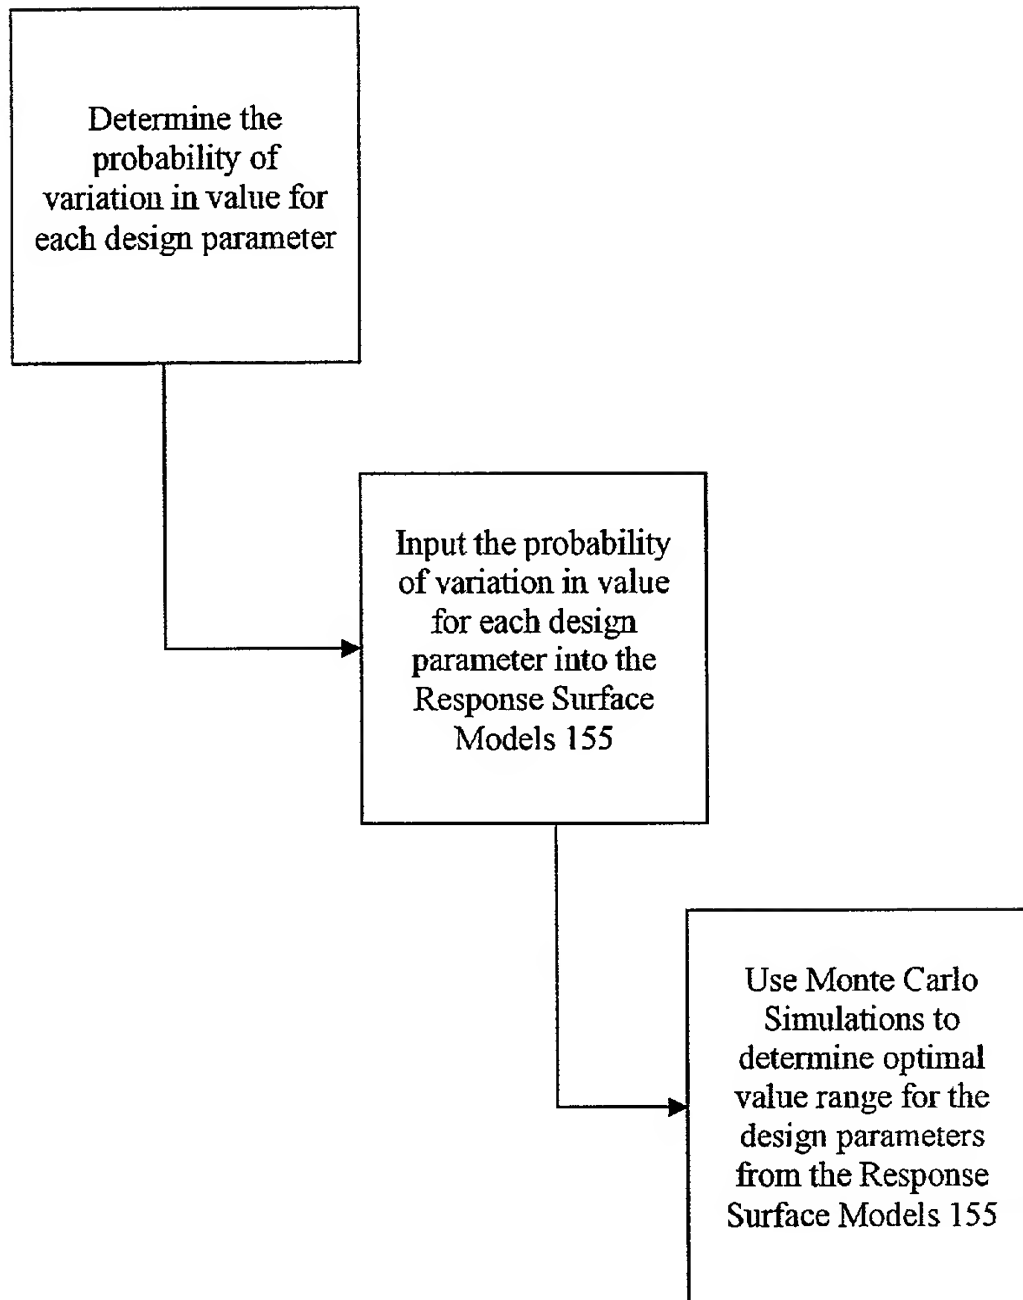 Determine the
probability of
variation in value for
each design parameter
Input the probability
of variation in value
for each design
parameter into the
Response Surface
Models 155
Use Monte Carlo
Simulations to
determine optimal
value range for the
design parameters
from the Response
Surface Models 155